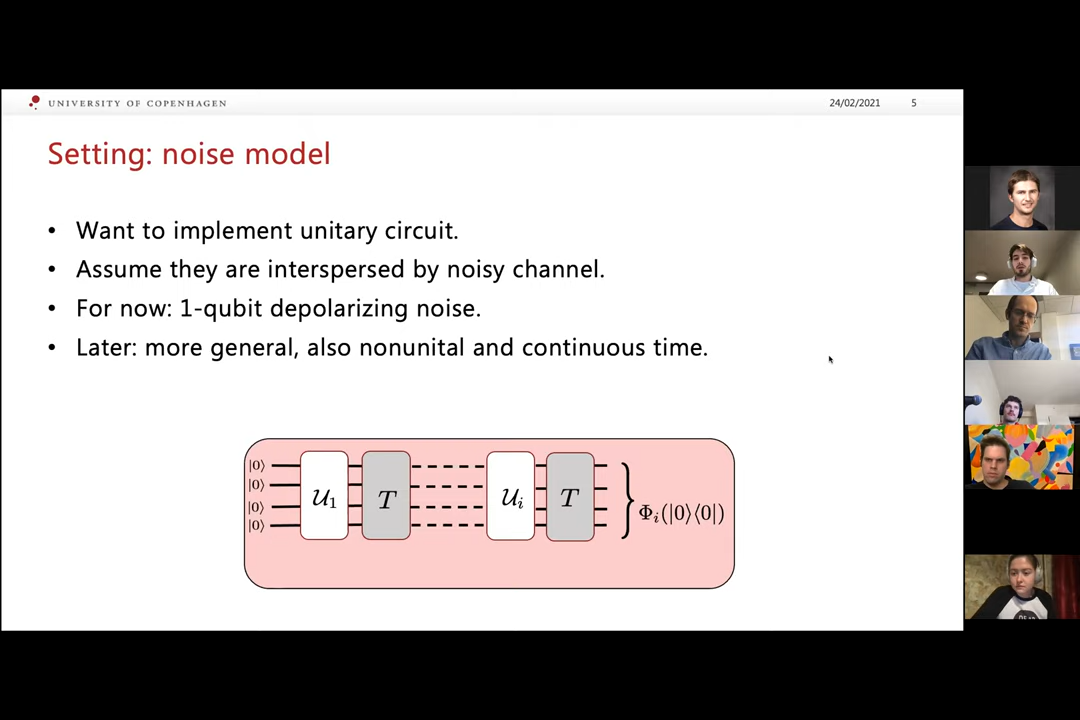 UNIVERSITY OF COPENHAGEN 24/02/2021 5
Setting: noise model
• Want to implement unitary circuit.
• Assume they are interspersed by noisy channel.
• For now: 1-qubit depolarizing noise.
• Later: more general, also nonunital and continuous time.
|0⟩
|0⟩
|0⟩
|0⟩
𝒰₁ T 𝒰ᵢ T
Φᵢ(|0⟩⟨0|)